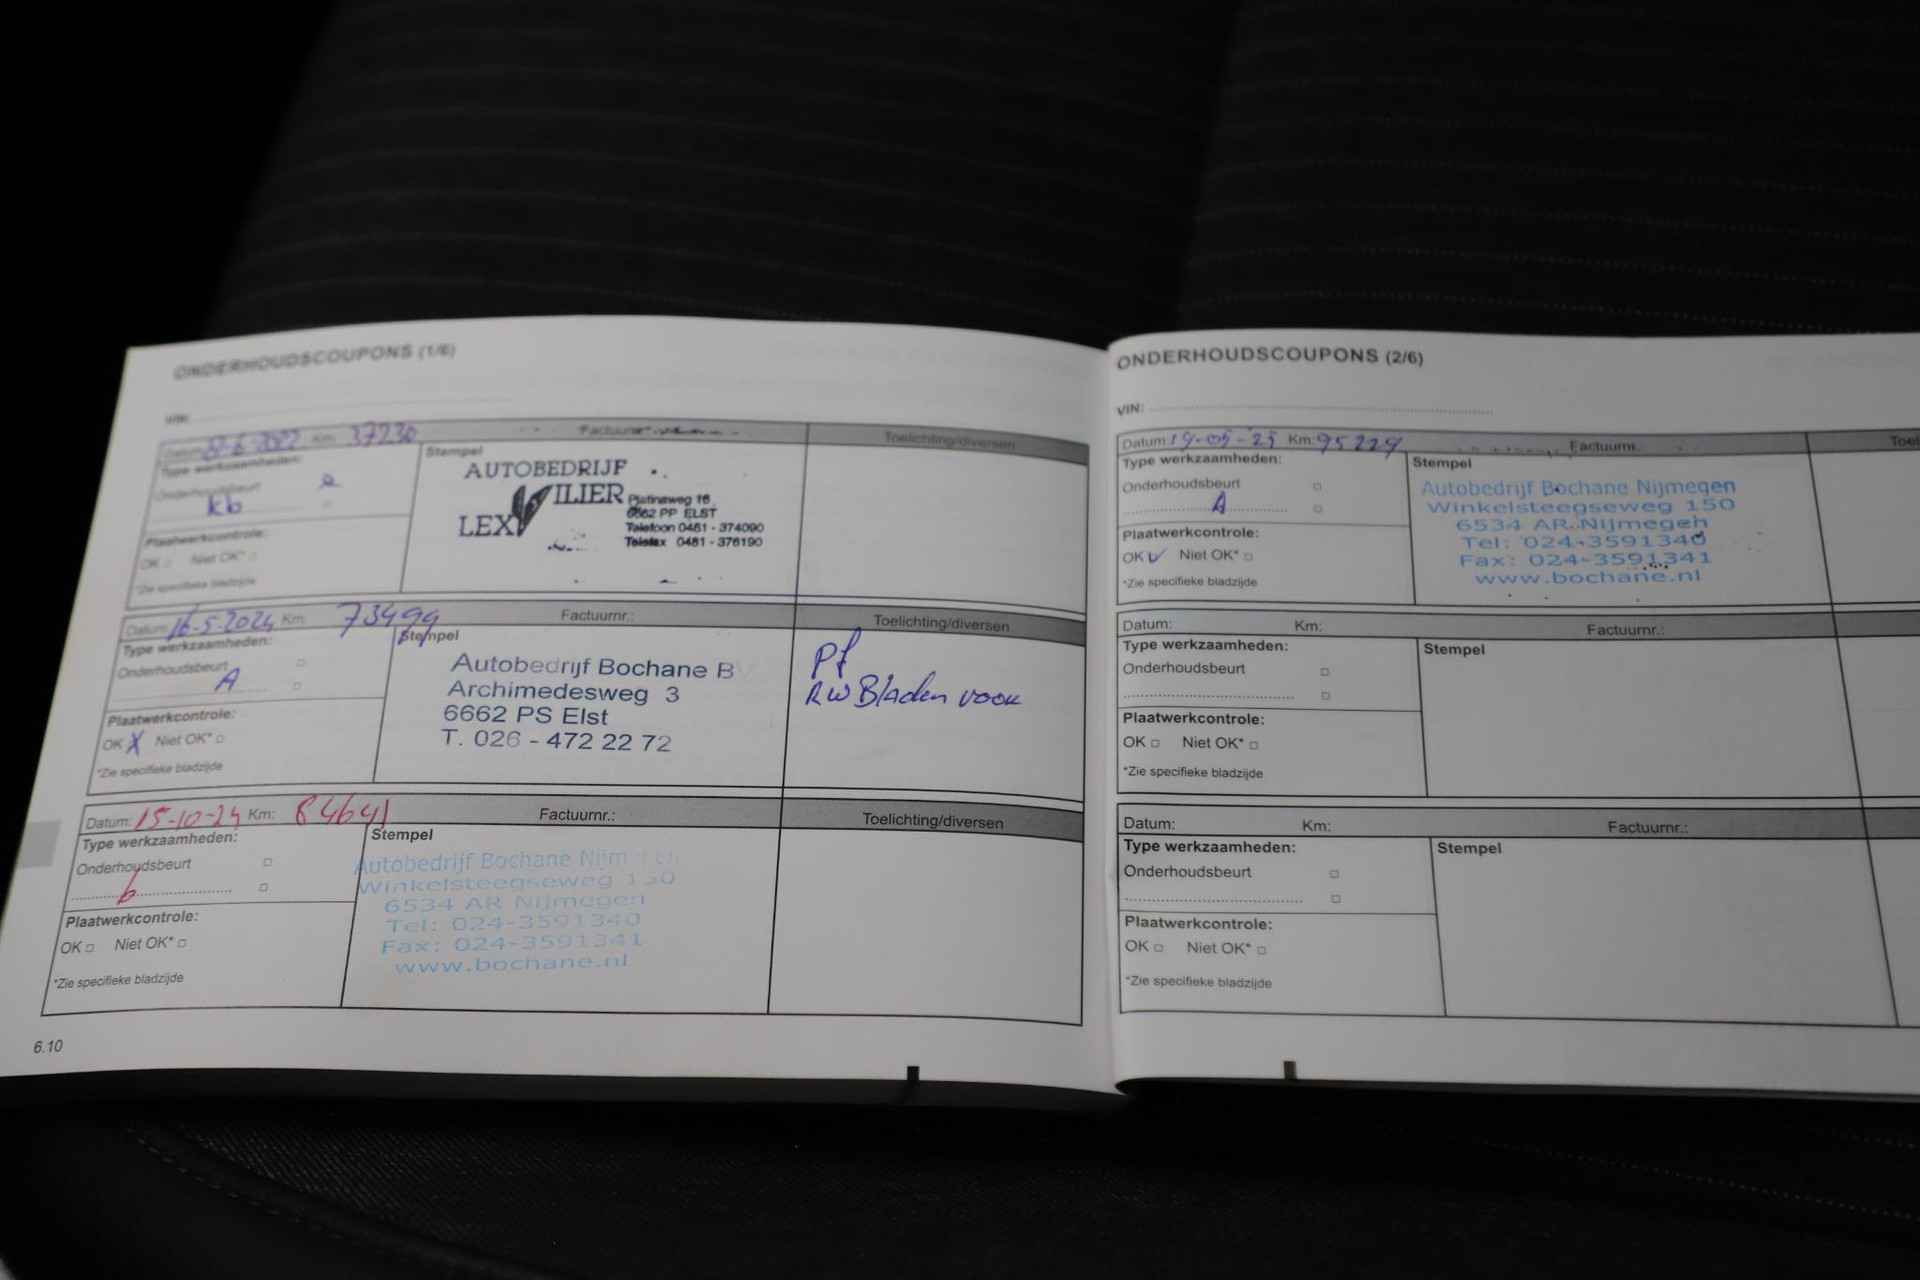 ONDERHOUDSCOUPONS (1/6)
VIN:
Datum: 6-2022 Km: 37230 Factuurnr.: Toelichting/diversen
Type werkzaamheden:
Stempel
Onderhoudsbeurt
kb
Plaatwerkcontrole:
OK □ Niet OK* □
*Zie specifieke bladzijde
AUTOBEDRIJF
LEX VILIER
Platinaweg 16
6662 PP ELST
Telefoon 0481 - 374090
Telefax 0481 - 376190
Datum: 16-5-2024 Km: 73494 Factuurnr.: Toelichting/diversen
Type werkzaamheden:
Stempel
Onderhoudsbeurt □
A □
Plaatwerkcontrole:
OK X Niet OK* □
*Zie specifieke bladzijde
Autobedrijf Bochane BV
Archimedesweg 3
6662 PS Elst
T. 026 - 472 22 72
Pf
RW Bladen voor
Datum: 15-10-24 Km: 84641 Factuurnr.: Toelichting/diversen
Type werkzaamheden:
Stempel
Onderhoudsbeurt □
b □
Plaatwerkcontrole:
OK □ Niet OK* □
*Zie specifieke bladzijde
Autobedrijf Bochane Nijm
Winkelsteegseweg 150
6534 AR Nijmegen
Tel: 024-3591340
Fax: 024-3591341
www.bochane.nl
6.10
ONDERHOUDSCOUPONS (2/6)
VIN:
Datum: 19-05-25 Km: 95229 Factuurnr.: Toel
Type werkzaamheden:
Stempel
Onderhoudsbeurt □
A □
Plaatwerkcontrole:
OK V Niet OK* □
*Zie specifieke bladzijde
Autobedrijf Bochane Nijmegen
Winkelsteegseweg 150
6534 AR Nijmegen
Tel: 024-3591340
Fax: 024-3591341
www.bochane.nl
Datum: Km: Factuurnr.:
Type werkzaamheden:
Stempel
Onderhoudsbeurt □
□
Plaatwerkcontrole:
OK □ Niet OK* □
*Zie specifieke bladzijde
Datum: Km: Factuurnr.:
Type werkzaamheden:
Stempel
Onderhoudsbeurt □
□
Plaatwerkcontrole:
OK □ Niet OK* □
*Zie specifieke bladzijde